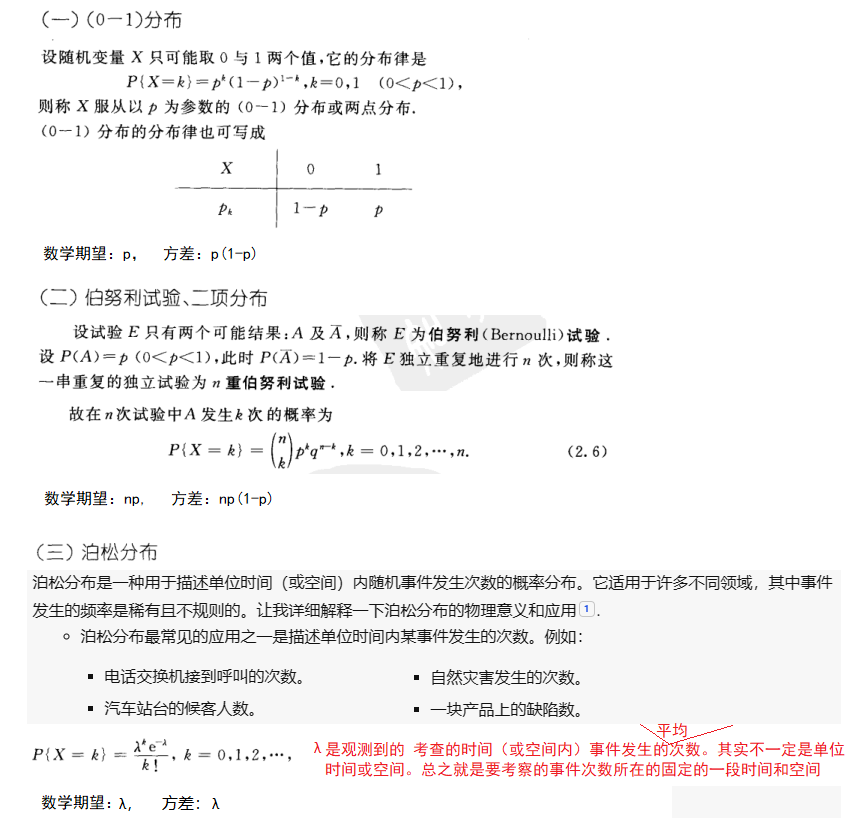 (一) (0—1)分布
设随机变量 X 只可能取 0 与 1 两个值,它的分布律是
P{X=k}=pᵏ(1−p)¹⁻ᵏ,k=0,1 (0<p<1),
则称 X 服从以 p 为参数的 (0—1) 分布或两点分布.
(0—1) 分布的分布律也可写成
X 0 1
pₖ 1−p p
数学期望：p， 方差：p(1-p)
(二) 伯努利试验、二项分布
设试验 E 只有两个可能结果:A 及 A̅,则称 E 为伯努利(Bernoulli)试验.
设 P(A)=p (0<p<1),此时 P(A̅)=1−p.将 E 独立重复地进行 n 次,则称这
一串重复的独立试验为 n 重伯努利试验.
故在n次试验中A 发生k 次的概率为
P{X = k} = (n k) pᵏqⁿ⁻ᵏ,k = 0,1,2,⋯,n. (2.6)
数学期望：np, 方差：np(1-p)
(三) 泊松分布
泊松分布是一种用于描述单位时间（或空间）内随机事件发生次数的概率分布。它适用于许多不同领域，其中事件
发生的频率是稀有且不规则的。让我详细解释一下泊松分布的物理意义和应用 1 .
泊松分布最常见的应用之一是描述单位时间内某事件发生的次数。例如：
电话交换机接到呼叫的次数。 自然灾害发生的次数。
汽车站台的候客人数。 一块产品上的缺陷数。
平均
P{X = k} = λᵏe⁻λ/k!, k = 0,1,2,⋯, λ是观测到的 考查的时间（或空间内）事件发生的次数。其实不一定是单位
时间或空间。总之就是要考察的事件次数所在的固定的一段时间和空间
数学期望：λ, 方差：λ